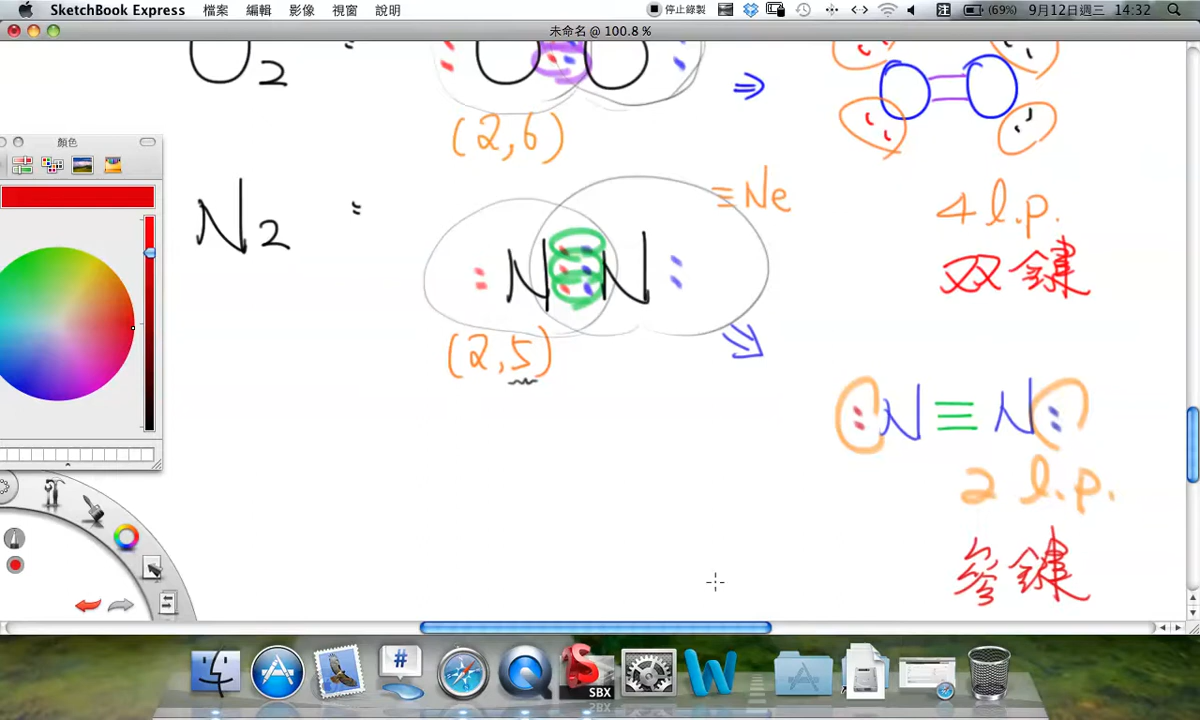 SketchBook Express 檔案 編輯 影像 視窗 說明 停止錄製 注 (69%) 9月12日週三 14:32
未命名 @ 100.8 %
O2 :
(2,6)
⇒
顏色
N2 :
N N
≡Ne
4 l.p.
双鍵
(2,5)
:N≡N:
2 l.p.
參鍵
#
SBX
W